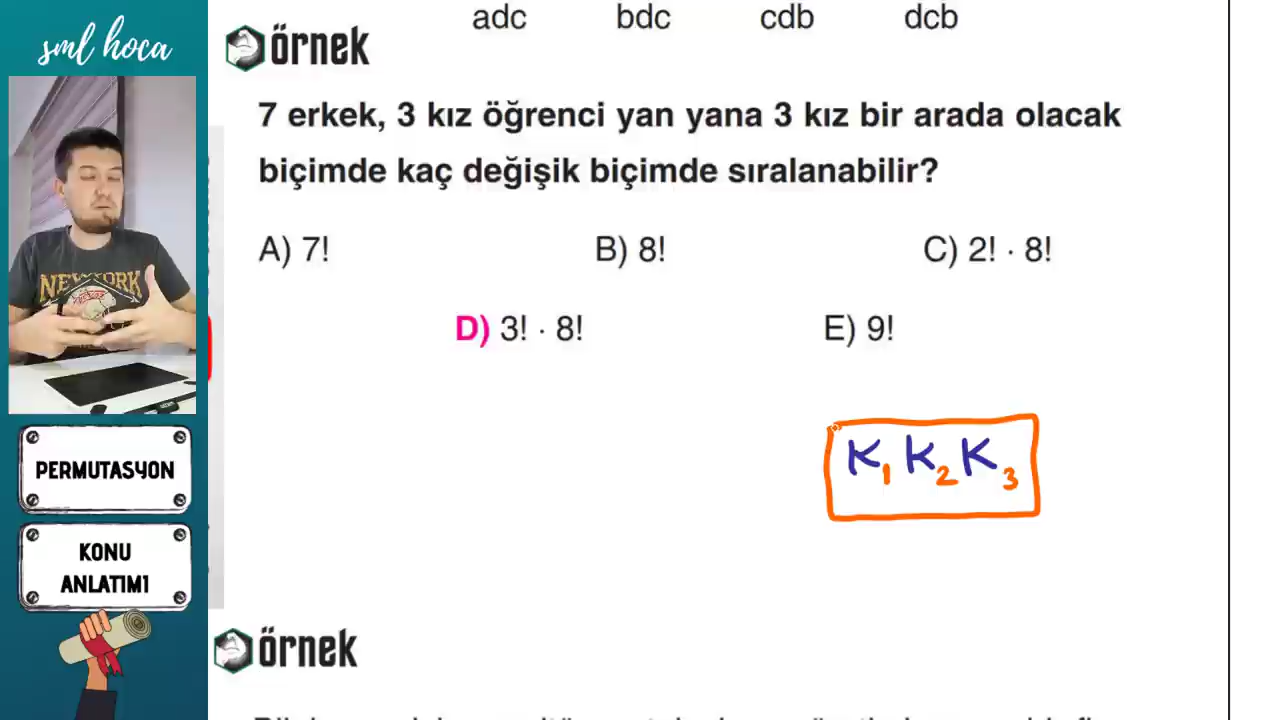 sml hoca
PERMUTASYON
KONU
ANLATIMI
NEW YORK
adc bdc cdb dcb
örnek
7 erkek, 3 kız öğrenci yan yana 3 kız bir arada olacak
biçimde kaç değişik biçimde sıralanabilir?
A) 7! B) 8! C) 2! · 8!
D) 3! · 8! E) 9!
K1 K2 K3
örnek